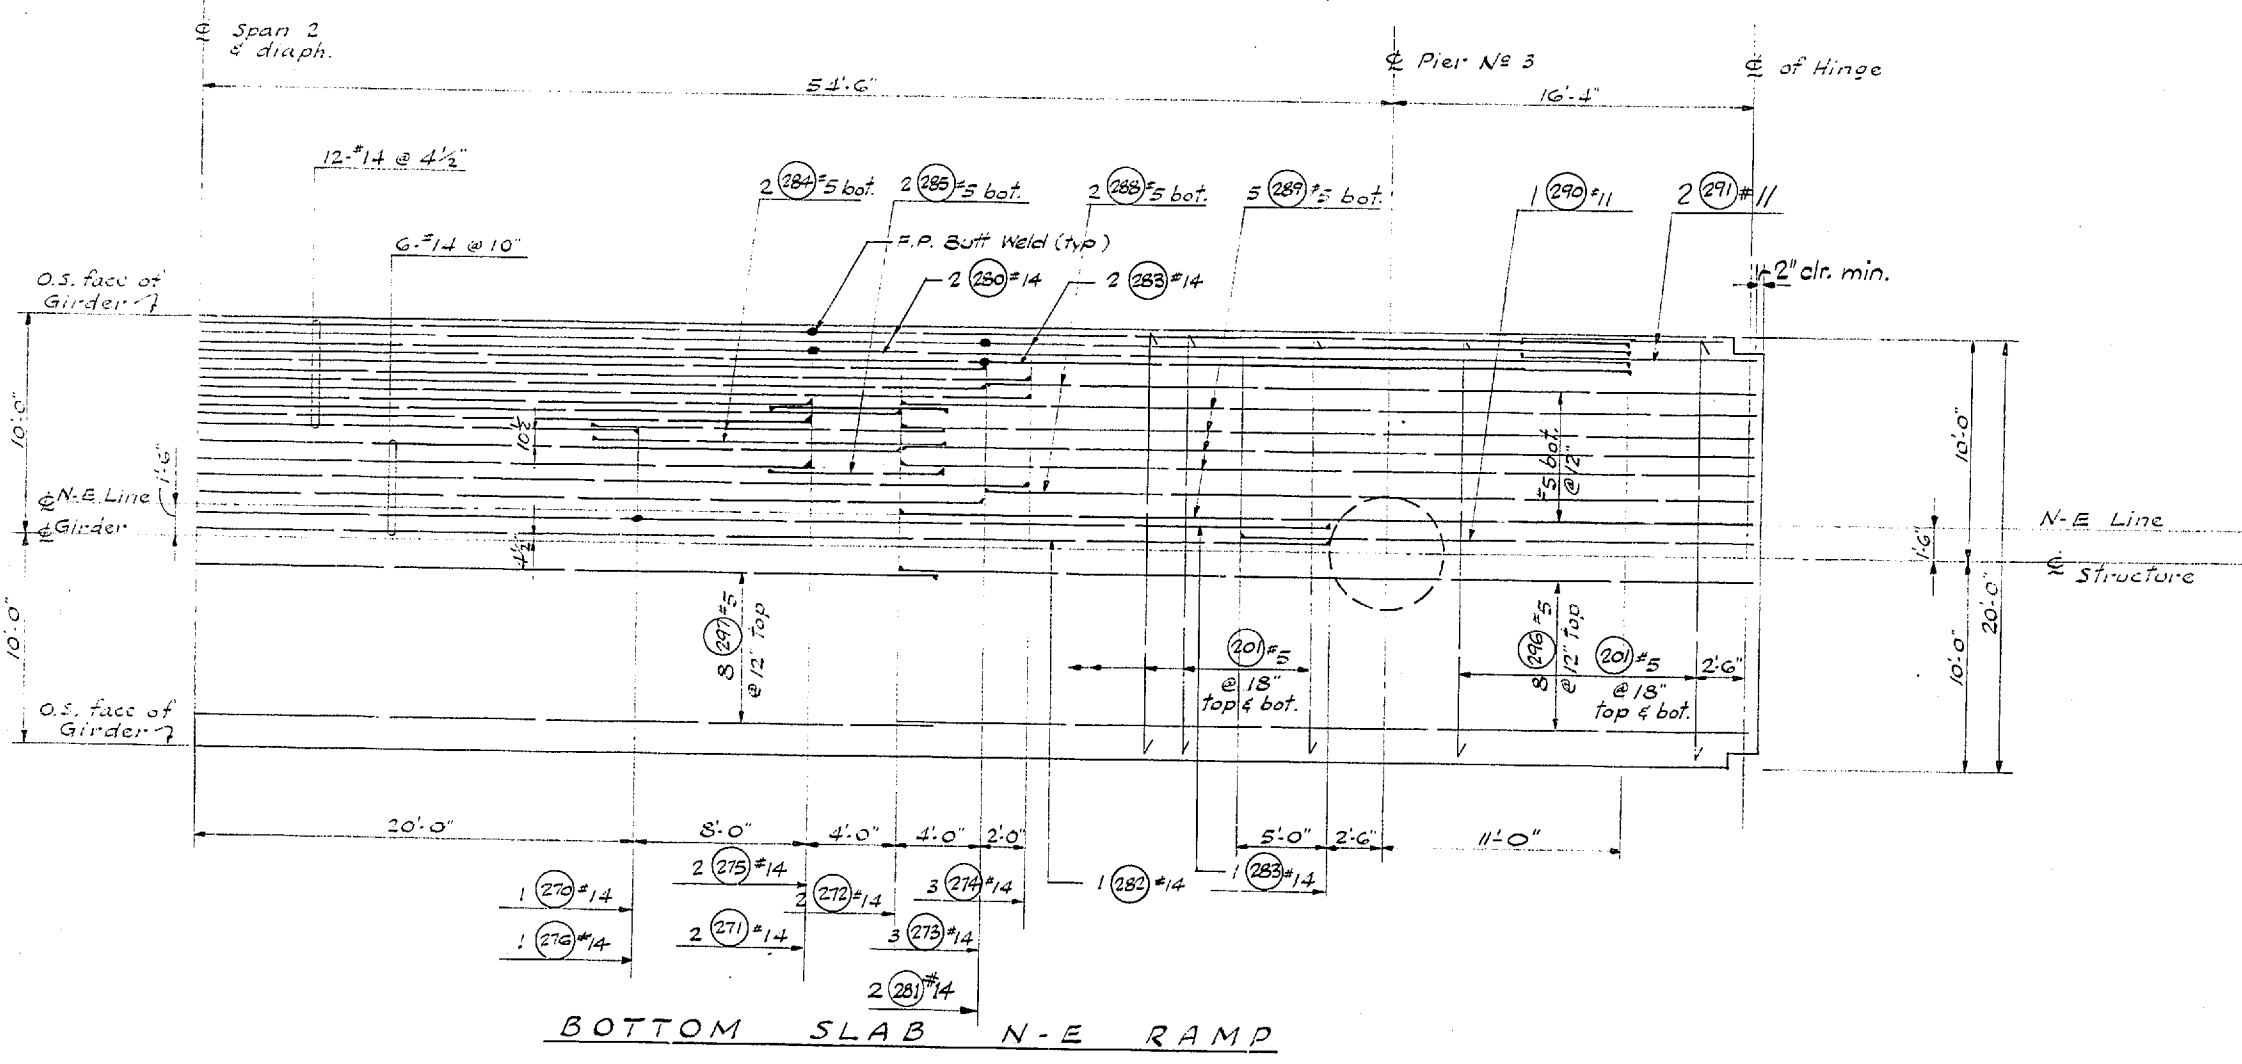 ℄ Span 2
& diaph.
℄ Pier Nº 3
℄ of Hinge
54'-6"
16'-4"
12-#14 @ 4½"
2 (284) #5 bot.
2 (285) #5 bot.
2 (288) #5 bot.
5 (289) #5 bot.
1 (290) #11
2 (291) #11
6-#14 @ 10"
F.P. Butt Weld (typ)
2 (280) #14
2 (283) #14
2" clr. min.
O.S. face of
Girder
10'-0"
1'-6"
10½
4½"
℄ N-E Line
℄ Girder
10'-0"
O.S. face of
Girder
#5 bot.
@ 12"
10'-0"
1'-6"
20'-0"
10'-0"
N-E Line
℄
Structure
8 (297) #5
@ 12" top
(201) #5
@ 18"
top & bot.
8 (296) #5
@ 12" top
(201) #5
@ 18"
top & bot.
2'-6"
20'-0"
8'-0"
4'-0"
4'-0"
2'-0"
5'-0"
2'-6"
11'-0"
1 (270) #14
1 (276) #14
2 (275) #14
2 (271) #14
2 (272) #14
3 (274) #14
3 (273) #14
2 (281) #14
1 (282) #14
1 (283) #14
BOTTOM SLAB N-E RAMP